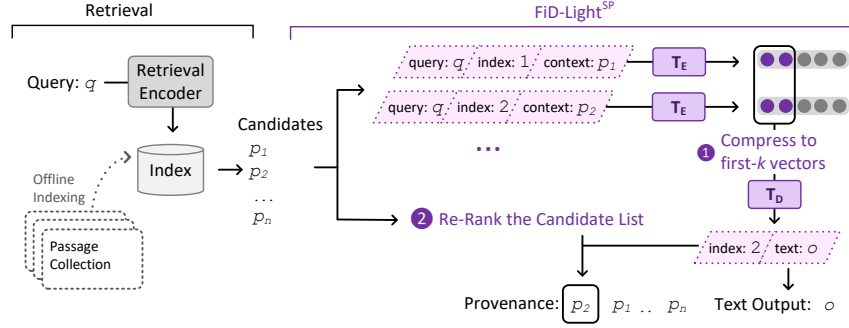 Retrieval
FiD-Light^SP
Query: q
Retrieval
Encoder
query: q index: 1 context: p₁
T_E
query: q index: 2 context: p₂
T_E
...
Candidates
p₁
p₂
...
pₙ
Index
Offline
Indexing
Passage
Collection
1 Compress to
first-k vectors
T_D
2 Re-Rank the Candidate List
index: 2 text: o
Provenance: p₂ p₁ .. pₙ
Text Output: o